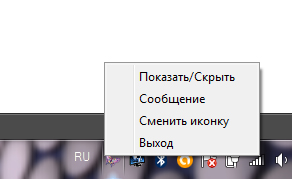 Показать/Скрыть
Сообщение
Сменить иконку
Выход
RU